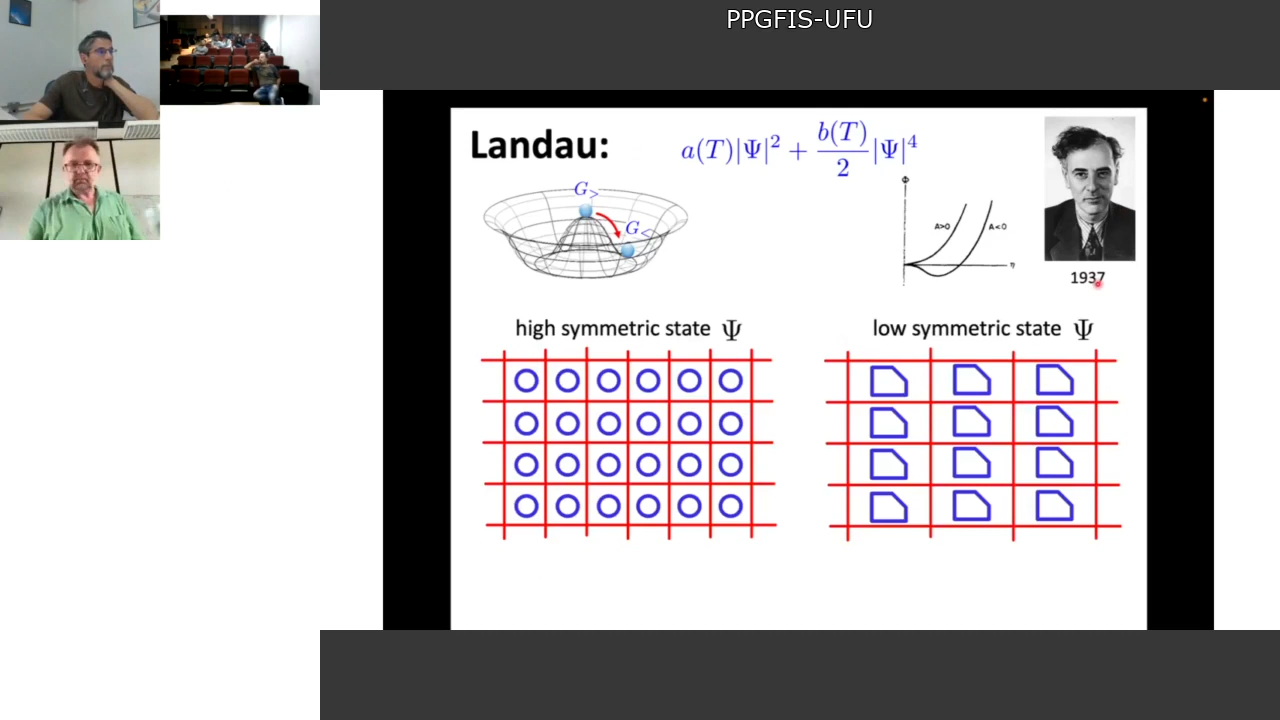 PPGFIS-UFU
Landau:
a(T)|Ψ|² + b(T)/2 |Ψ|⁴
G>
G<
Φ
A>0
A<0
η
1937
high symmetric state Ψ
low symmetric state Ψ